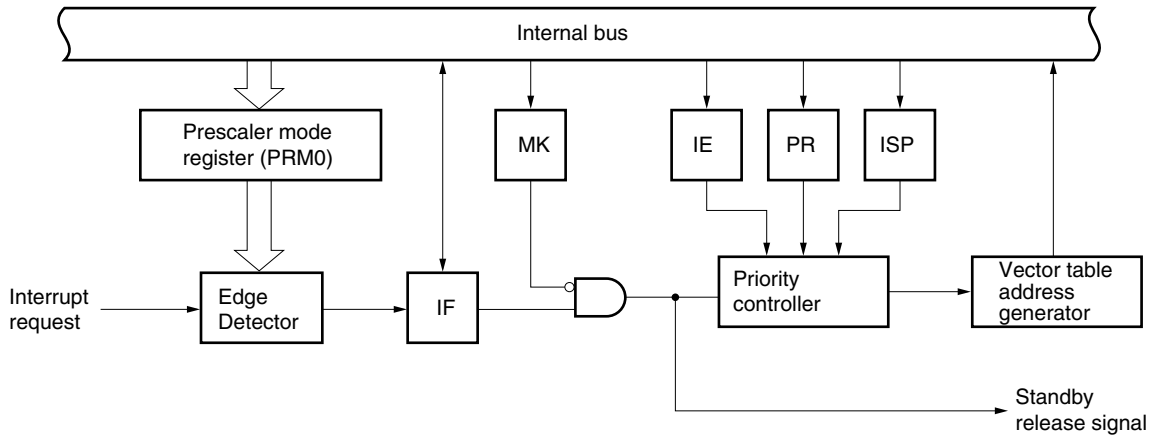 Internal bus
Prescaler mode
register (PRM0)
MK
IE
PR
ISP
Interrupt
request
Edge
Detector
IF
Priority
controller
Vector table
address
generator
Standby
release signal